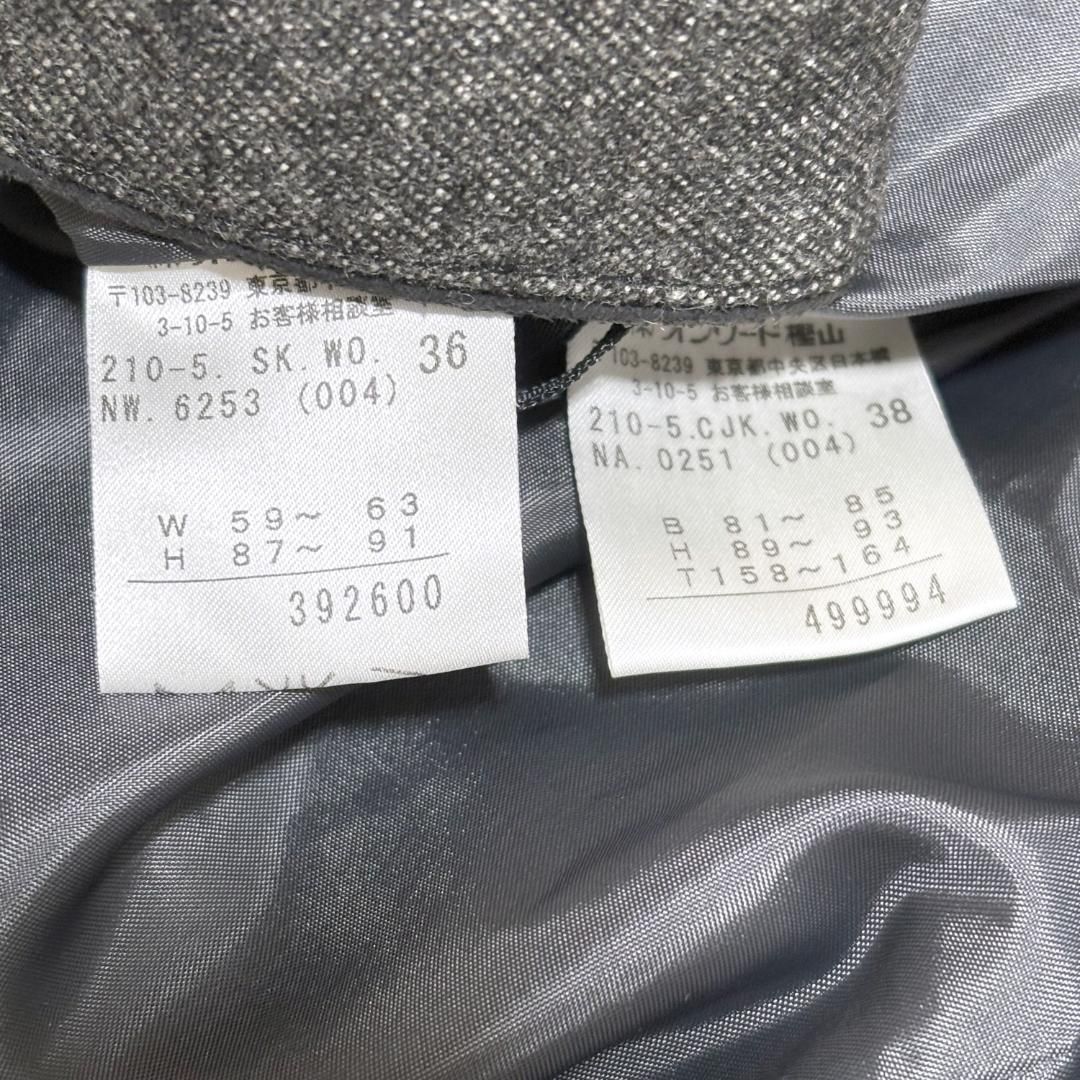 〒103-8239 東京都
3-10-5 お客様相談室
210-5. SK. WO. 36
NW. 6253 (004)
W 59～ 63
H 87～ 91
392600
オンワード樫山
〒103-8239 東京都中央区日本橋
3-10-5 お客様相談室
210-5.CJK.WO. 38
NA. 0251 (004)
B 81～ 85
H 89～ 93
T158～164
499994